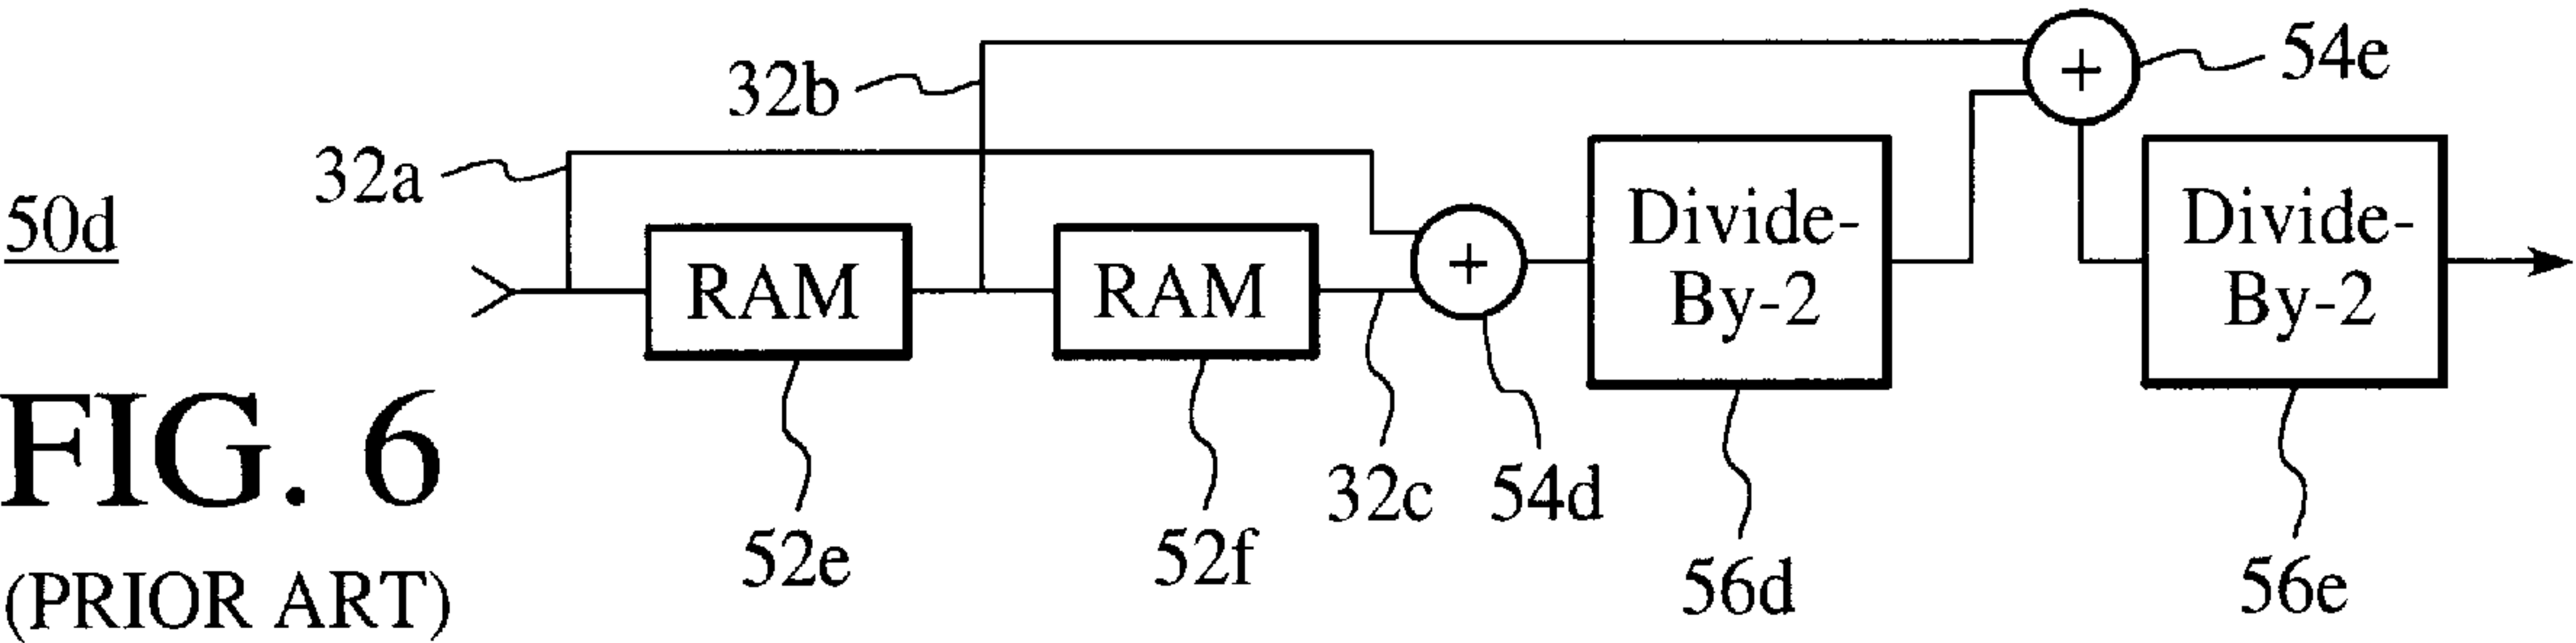 54e
32b
32a
50d
RAM
RAM
+
+
Divide-
By-2
Divide-
By-2
32c
54d
52e
52f
56d
56e
FIG. 6
(PRIOR ART)